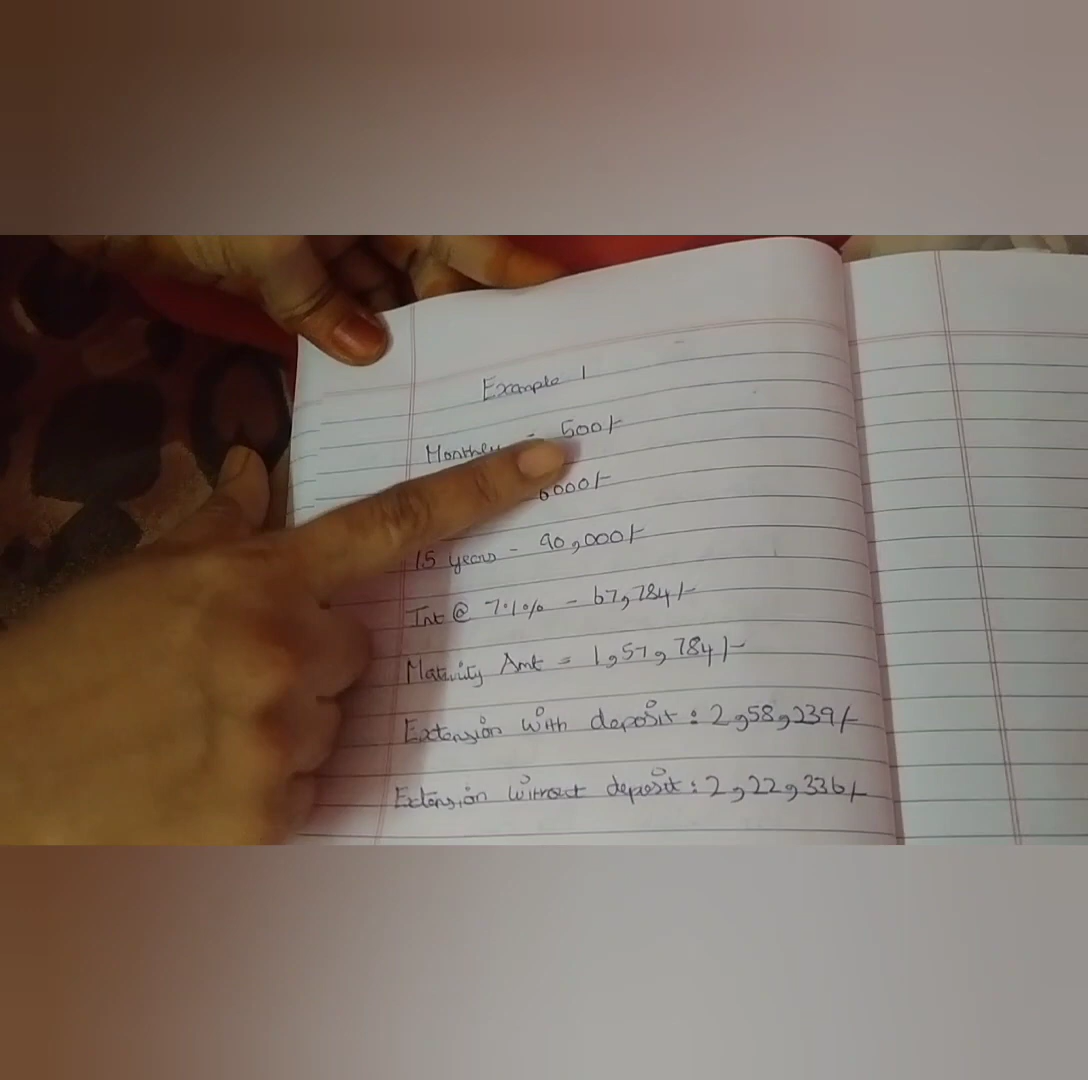 Example 1
Monthly - 500/-
6000/-
15 years - 90,000/-
Int @ 7.1% - 67,784/-
Maturity Amt = 1,57,784/-
Extension with deposit : 2,58,239/-
Extension without deposit : 2,22,336/-